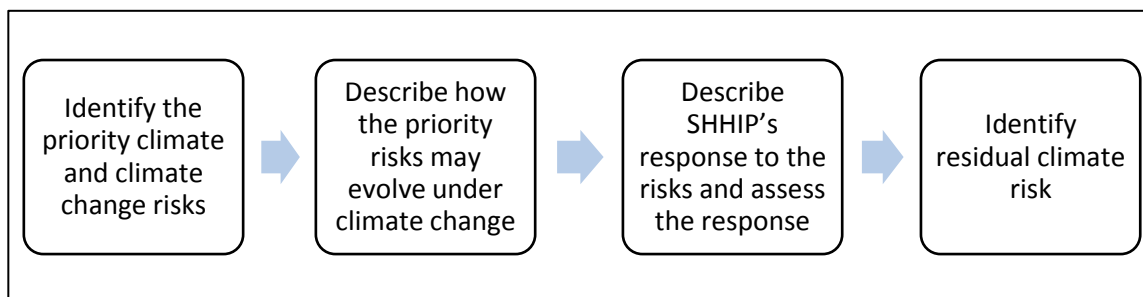 Identify the
priority climate
and climate
change risks
Describe how
the priority
risks may
evolve under
climate change
Describe
SHHIP's
response to the
risks and assess
the response
Identify
residual climate
risk